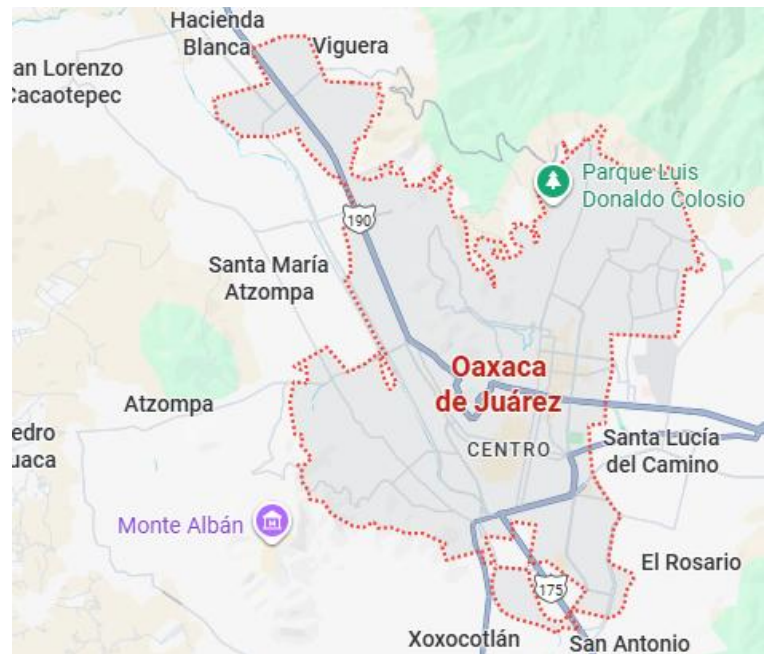 Hacienda
Blanca
Viguera
an Lorenzo
Cacaotepec
Parque Luis
Donaldo Colosio
190
Santa María
Atzompa
Oaxaca
de Juárez
Atzompa
edro
uaca
CENTRO
Santa Lucía
del Camino
Monte Albán
El Rosario
175
Xoxocotlán
San Antonio